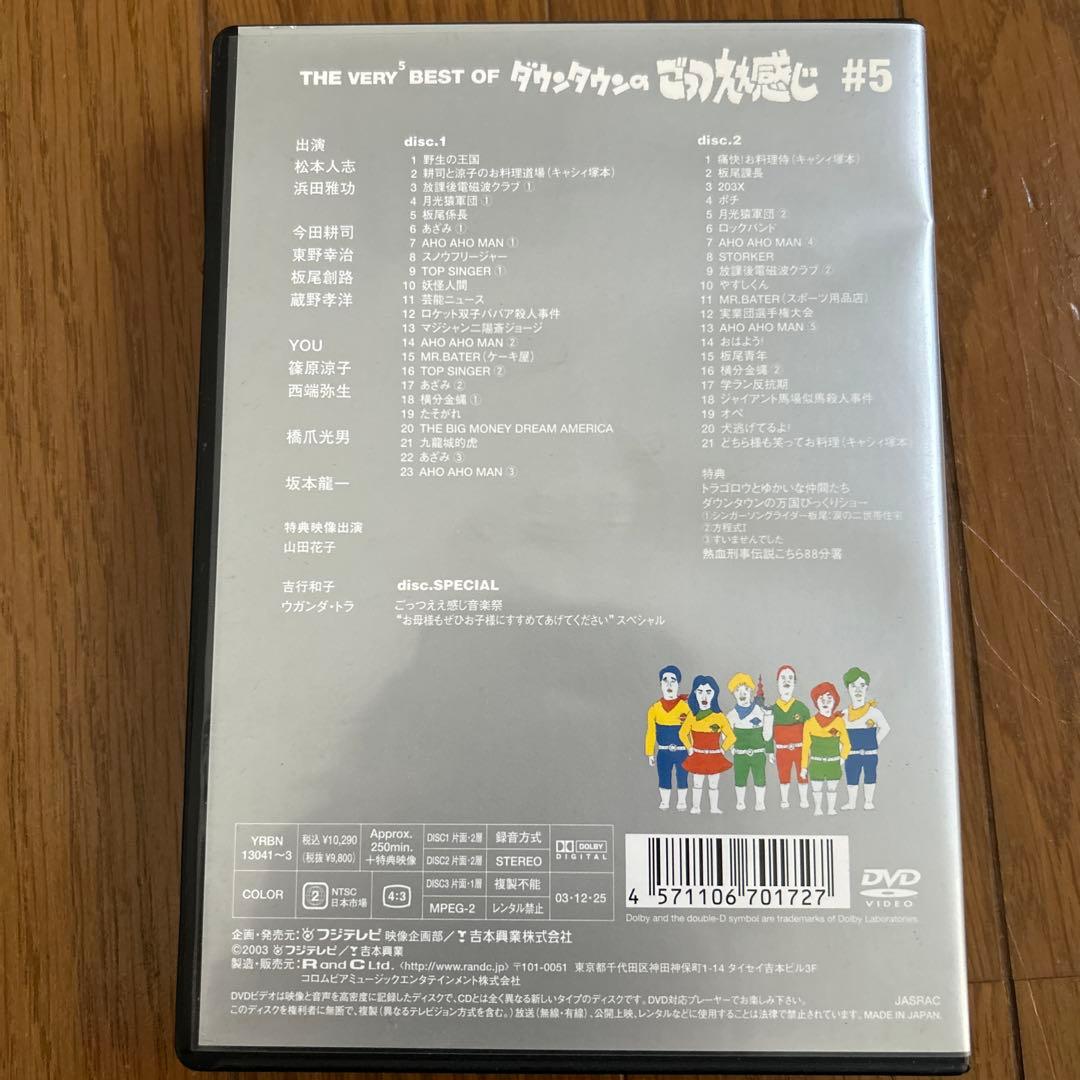 THE VERY5 BEST OF ダウンタウンの ごっつええ感じ #5
出演
松本人志
浜田雅功
今田耕司
東野幸治
板尾創路
蔵野孝洋
YOU
篠原涼子
西端弥生
橋爪光男
坂本龍一
特典映像出演
山田花子
吉行和子
ウガンダ・トラ
disc.1
1 野生の王国
2 耕司と涼子のお料理道場(キャシィ塚本)
3 放課後電磁波クラブ①
4 月光猿軍団①
5 板尾係長
6 あざみ①
7 AHO AHO MAN①
8 スノウフリージャー
9 TOP SINGER①
10 妖怪人間
11 芸能ニュース
12 ロケット双子ババア殺人事件
13 マジシャン二陽斎ジョージ
14 AHO AHO MAN②
15 MR.BATER(ケーキ屋)
16 TOP SINGER②
17 あざみ②
18 横分金蝿①
19 たそがれ
20 THE BIG MONEY DREAM AMERICA
21 九龍城的虎
22 あざみ③
23 AHO AHO MAN③
disc.2
1 痛快!お料理侍(キャシィ塚本)
2 板尾課長
3 203X
4 ポチ
5 月光猿軍団②
6 ロックバンド
7 AHO AHO MAN④
8 STORKER
9 放課後電磁波クラブ②
10 やすしくん
11 MR.BATER(スポーツ用品店)
12 実業団選手権大会
13 AHO AHO MAN⑤
14 おはよう!
15 板尾青年
16 横分金蝿②
17 学ラン反抗期
18 ジャイアント馬場似馬殺人事件
19 オペ
20 犬逃げてるよ!
21 どちら様も笑ってお料理(キャシィ塚本)
特典
トラゴロウとゆかいな仲間たち
ダウンタウンの万国びっくりショー
①シンガーソングライダー板尾:涙の二世帯住宅
②方程式I
③すいませんでした
熱血刑事伝説こちら88分署
disc.SPECIAL
ごっつええ感じ音楽祭
“お母様もぜひお子様にすすめてあげてください”スペシャル
YRBN
13041〜3
税込¥10,290
(税抜¥9,800)
Approx.
250min.
+特典映像
DISC1 片面・2層
DISC2 片面・2層
DISC3 片面・1層
MPEG-2
録音方式
STEREO
複製不能
レンタル禁止
DOLBY
DIGITAL
COLOR
2
NTSC
日本市場
4:3
03・12・25
4 571106 701727
DVD
VIDEO
Dolby and the double-D symbol are trademarks of Dolby Laboratories
企画・発売元:フジテレビ 映像企画部/吉本興業株式会社
©2003 フジテレビ/吉本興業
製造・販売元:R and C Ltd. 〈http://www.randc.jp〉〒101-0051 東京都千代田区神田神保町1-14 タイセイ吉本ビル3F
コロムビアミュージックエンタテインメント株式会社
DVDビデオは映像と音声を高密度に記録したディスクで、CDとは全く異なる新しいタイプのディスクです。DVD対応プレーヤーでお楽しみ下さい。
このディスクを権利者に無断で、複製(異なるテレビジョン方式を含む。)放送(無線・有線)、公開上映、レンタルなどに使用することは法律で禁止されています。
JASRAC
MADE IN JAPAN.